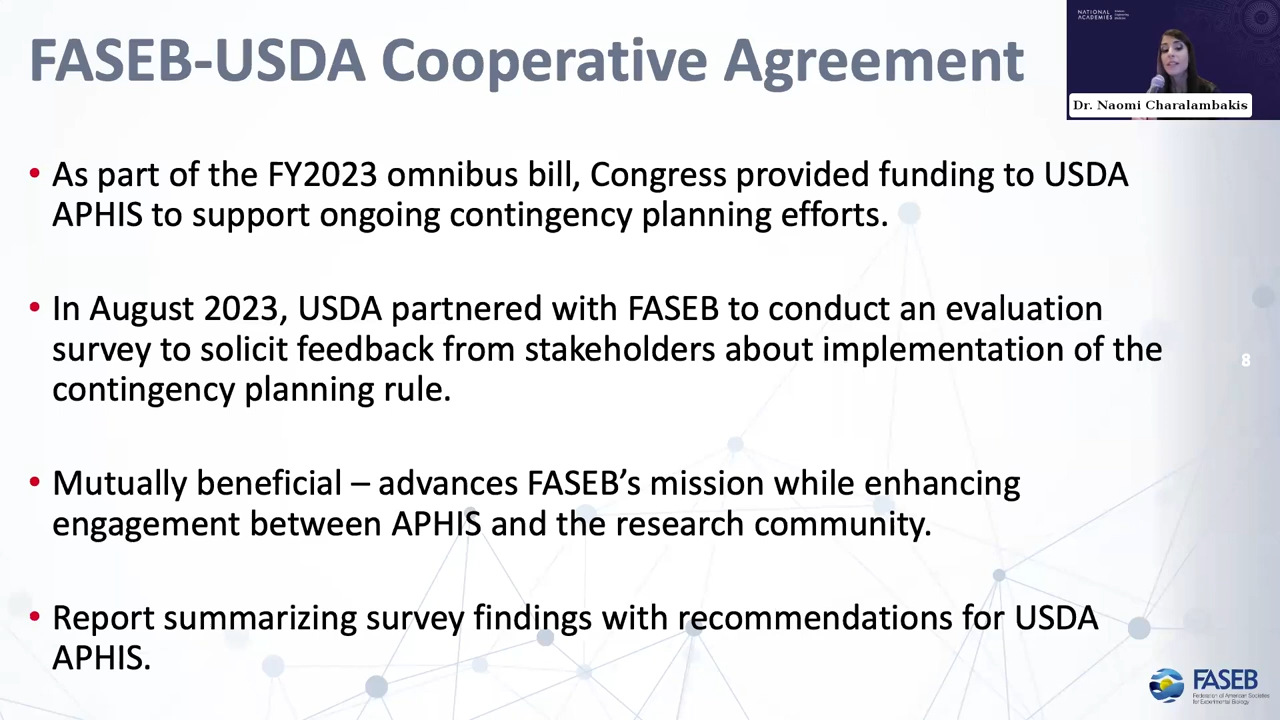 FASEB-USDA Cooperative Agreement
NATIONAL
ACADEMIES
Sciences
Engineering
Medicine
Dr. Naomi Charalambakis
• As part of the FY2023 omnibus bill, Congress provided funding to USDA
APHIS to support ongoing contingency planning efforts.
• In August 2023, USDA partnered with FASEB to conduct an evaluation
survey to solicit feedback from stakeholders about implementation of the
contingency planning rule.
8
• Mutually beneficial – advances FASEB’s mission while enhancing
engagement between APHIS and the research community.
• Report summarizing survey findings with recommendations for USDA
APHIS.
FASEB
Federation of American Societies
for Experimental Biology